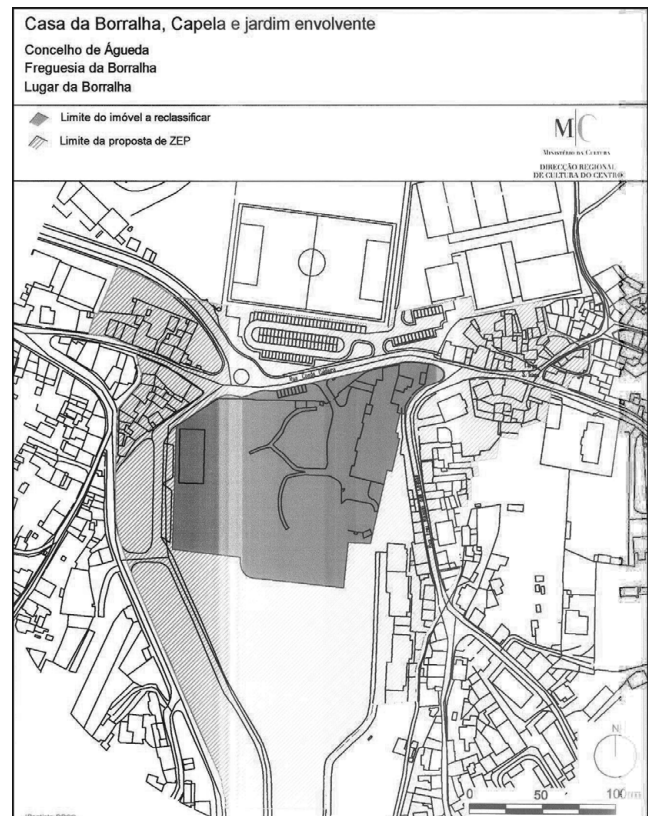 Casa da Borralha, Capela e jardim envolvente
Concelho de Águeda
Freguesia da Borralha
Lugar da Borralha
Limite do imóvel a reclassificar
Limite da proposta de ZEP
M C
MINISTÉRIO DA CULTURA
DIRECÇÃO REGIONAL
DE CULTURA DO CENTRO
N
0 50 100m